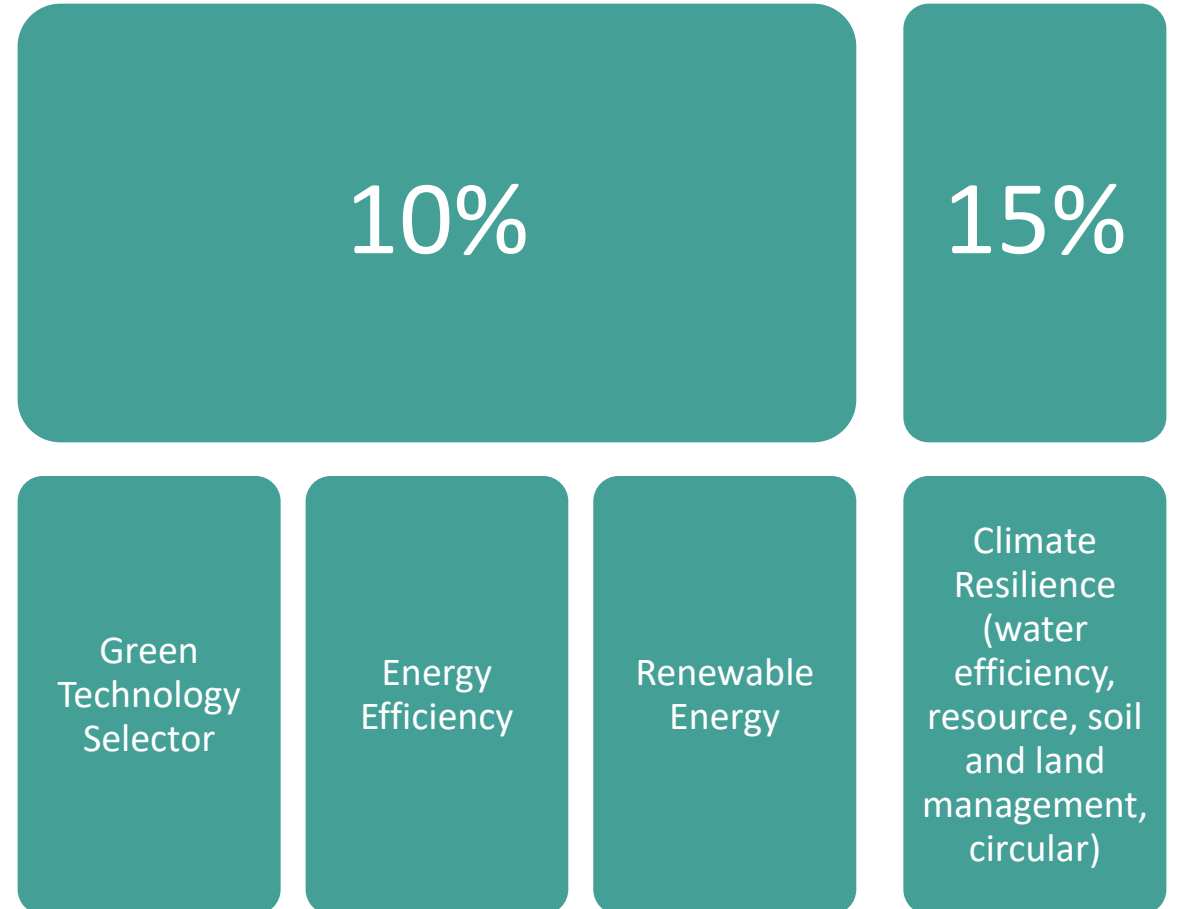 10%
15%
Green
Technology
Selector
Energy
Efficiency
Renewable
Energy
Climate
Resilience
(water
efficiency,
resource, soil
and land
management,
circular)